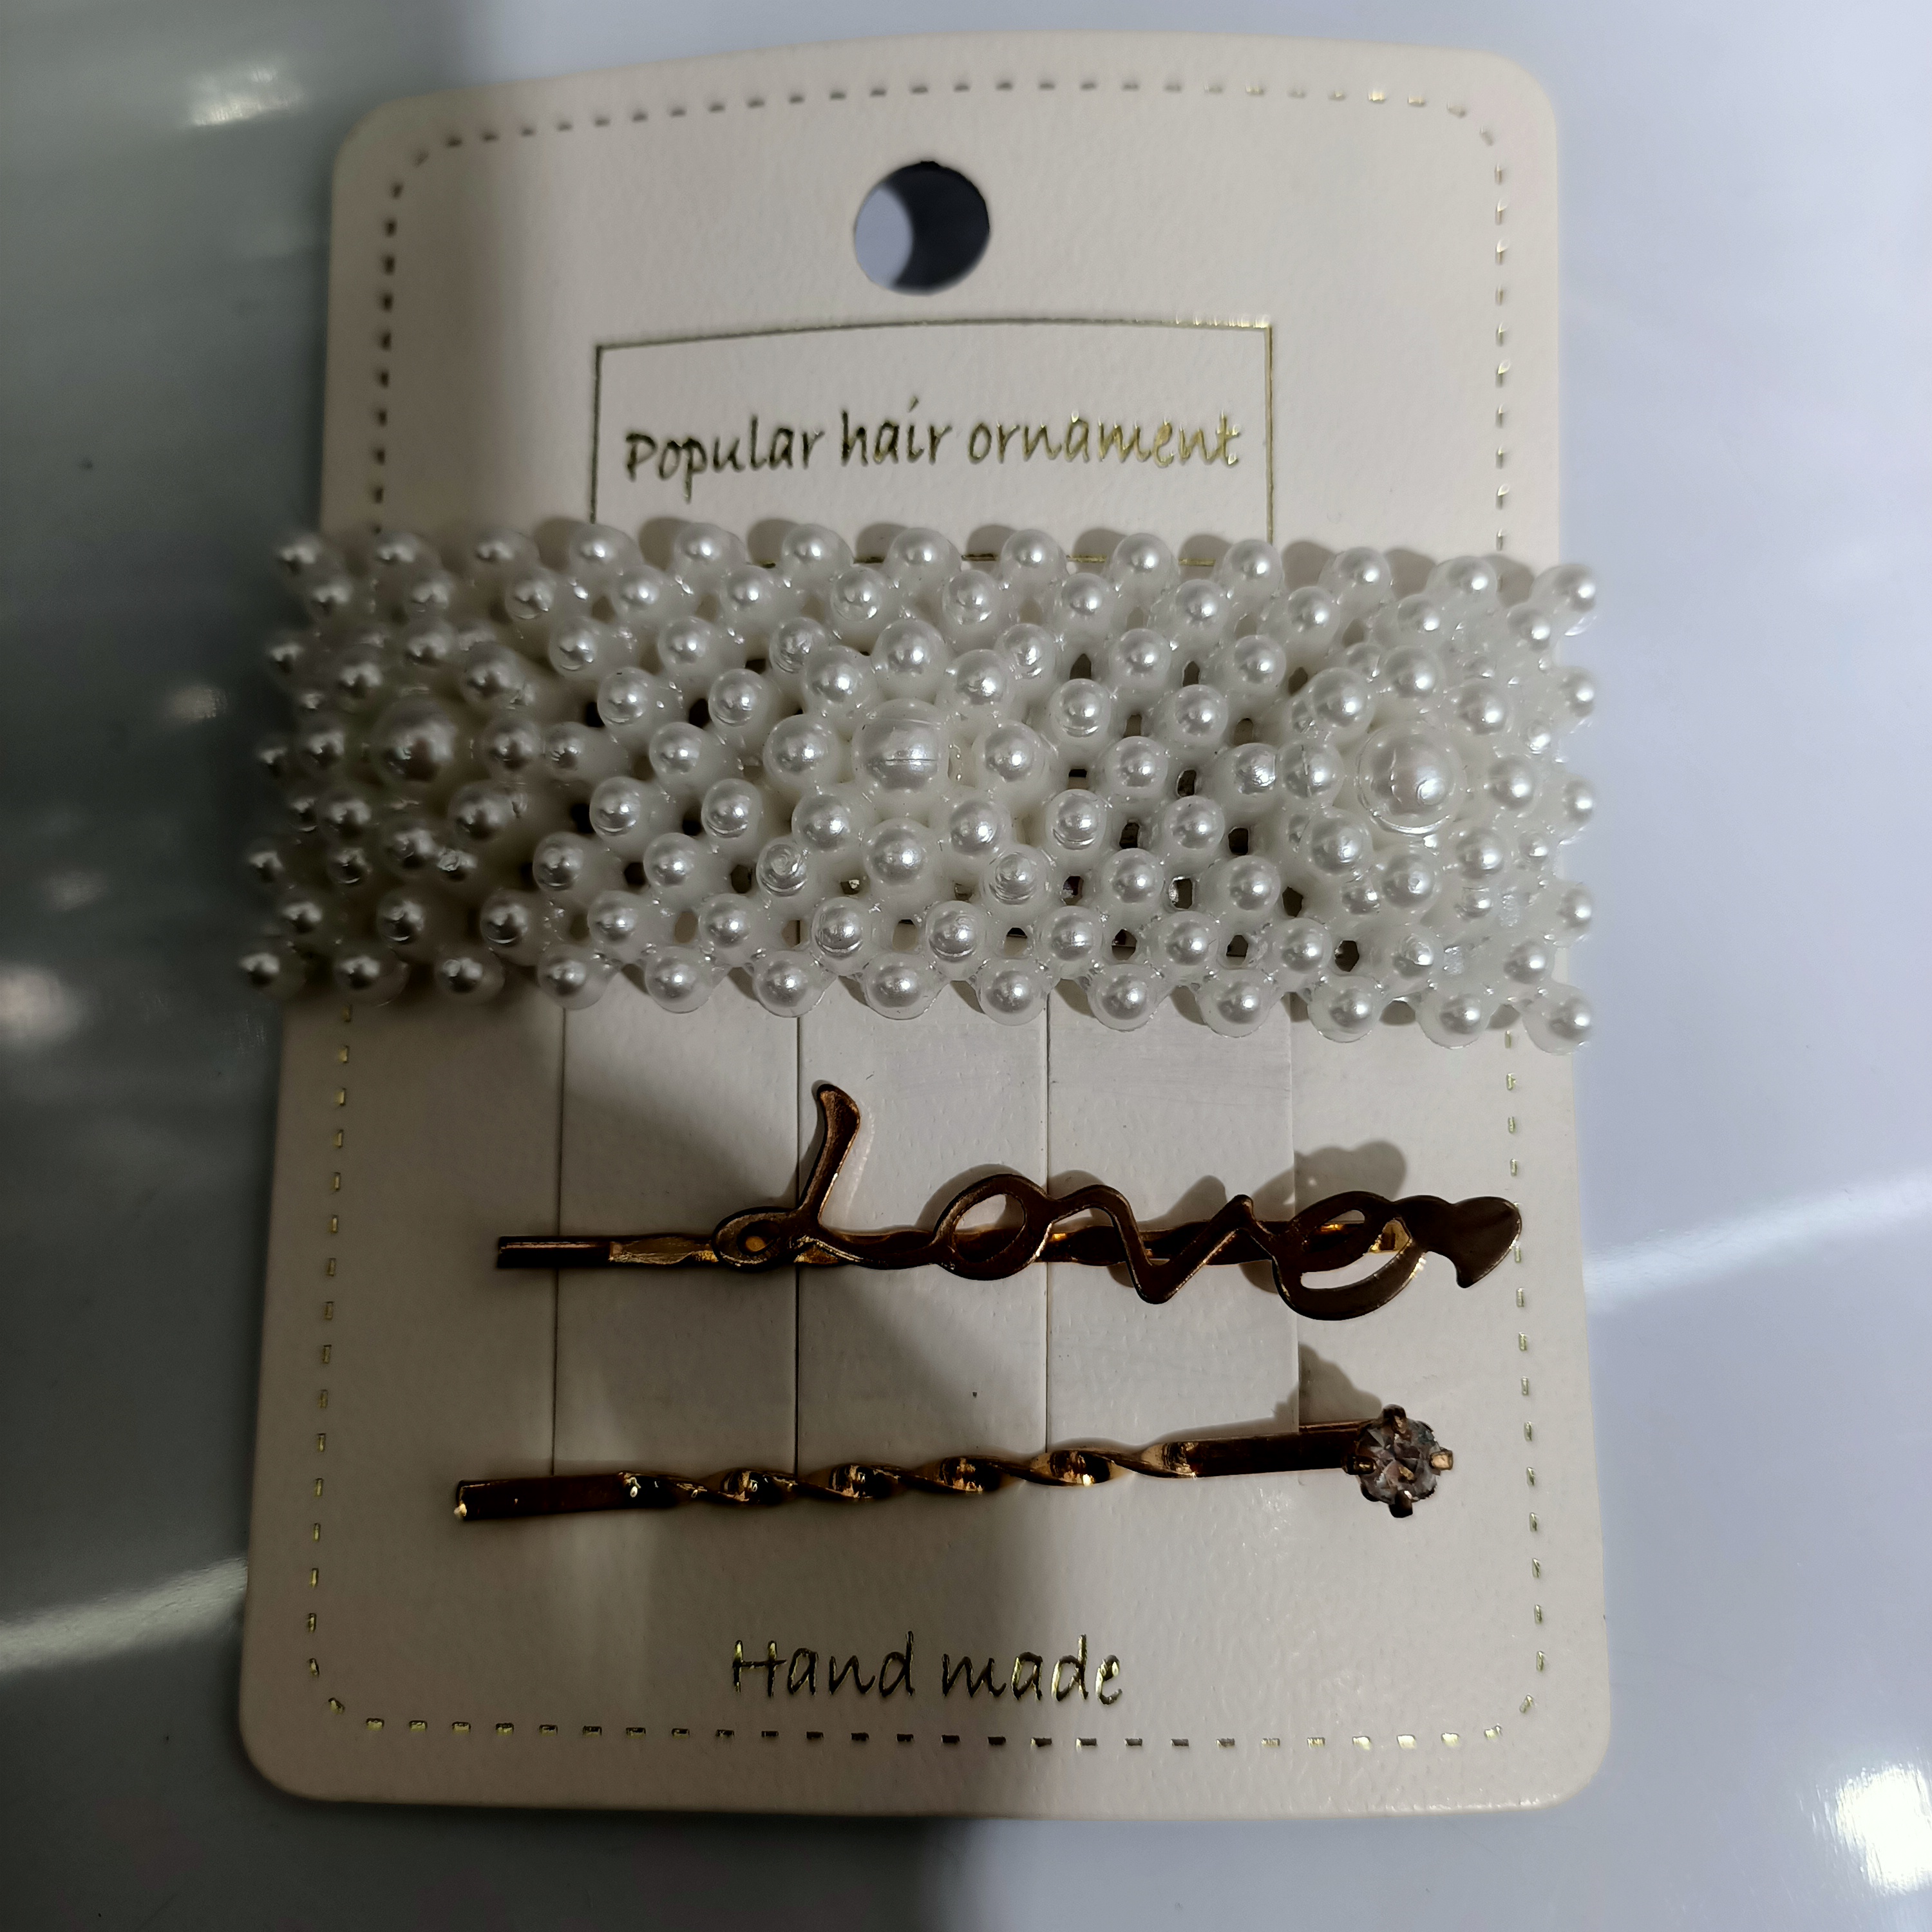 Popular hair ornament
Love
Hand made